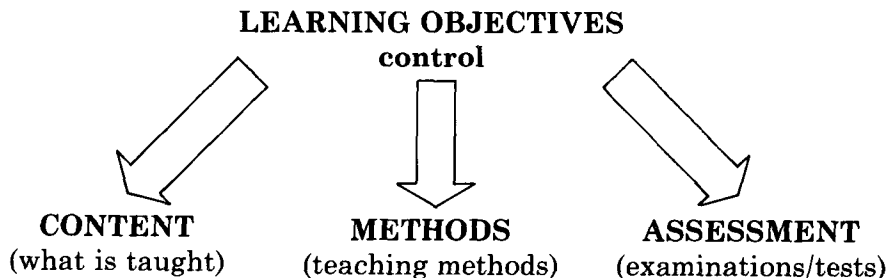 LEARNING OBJECTIVES
control
CONTENT
(what is taught)
METHODS
(teaching methods)
ASSESSMENT
(examinations/tests)